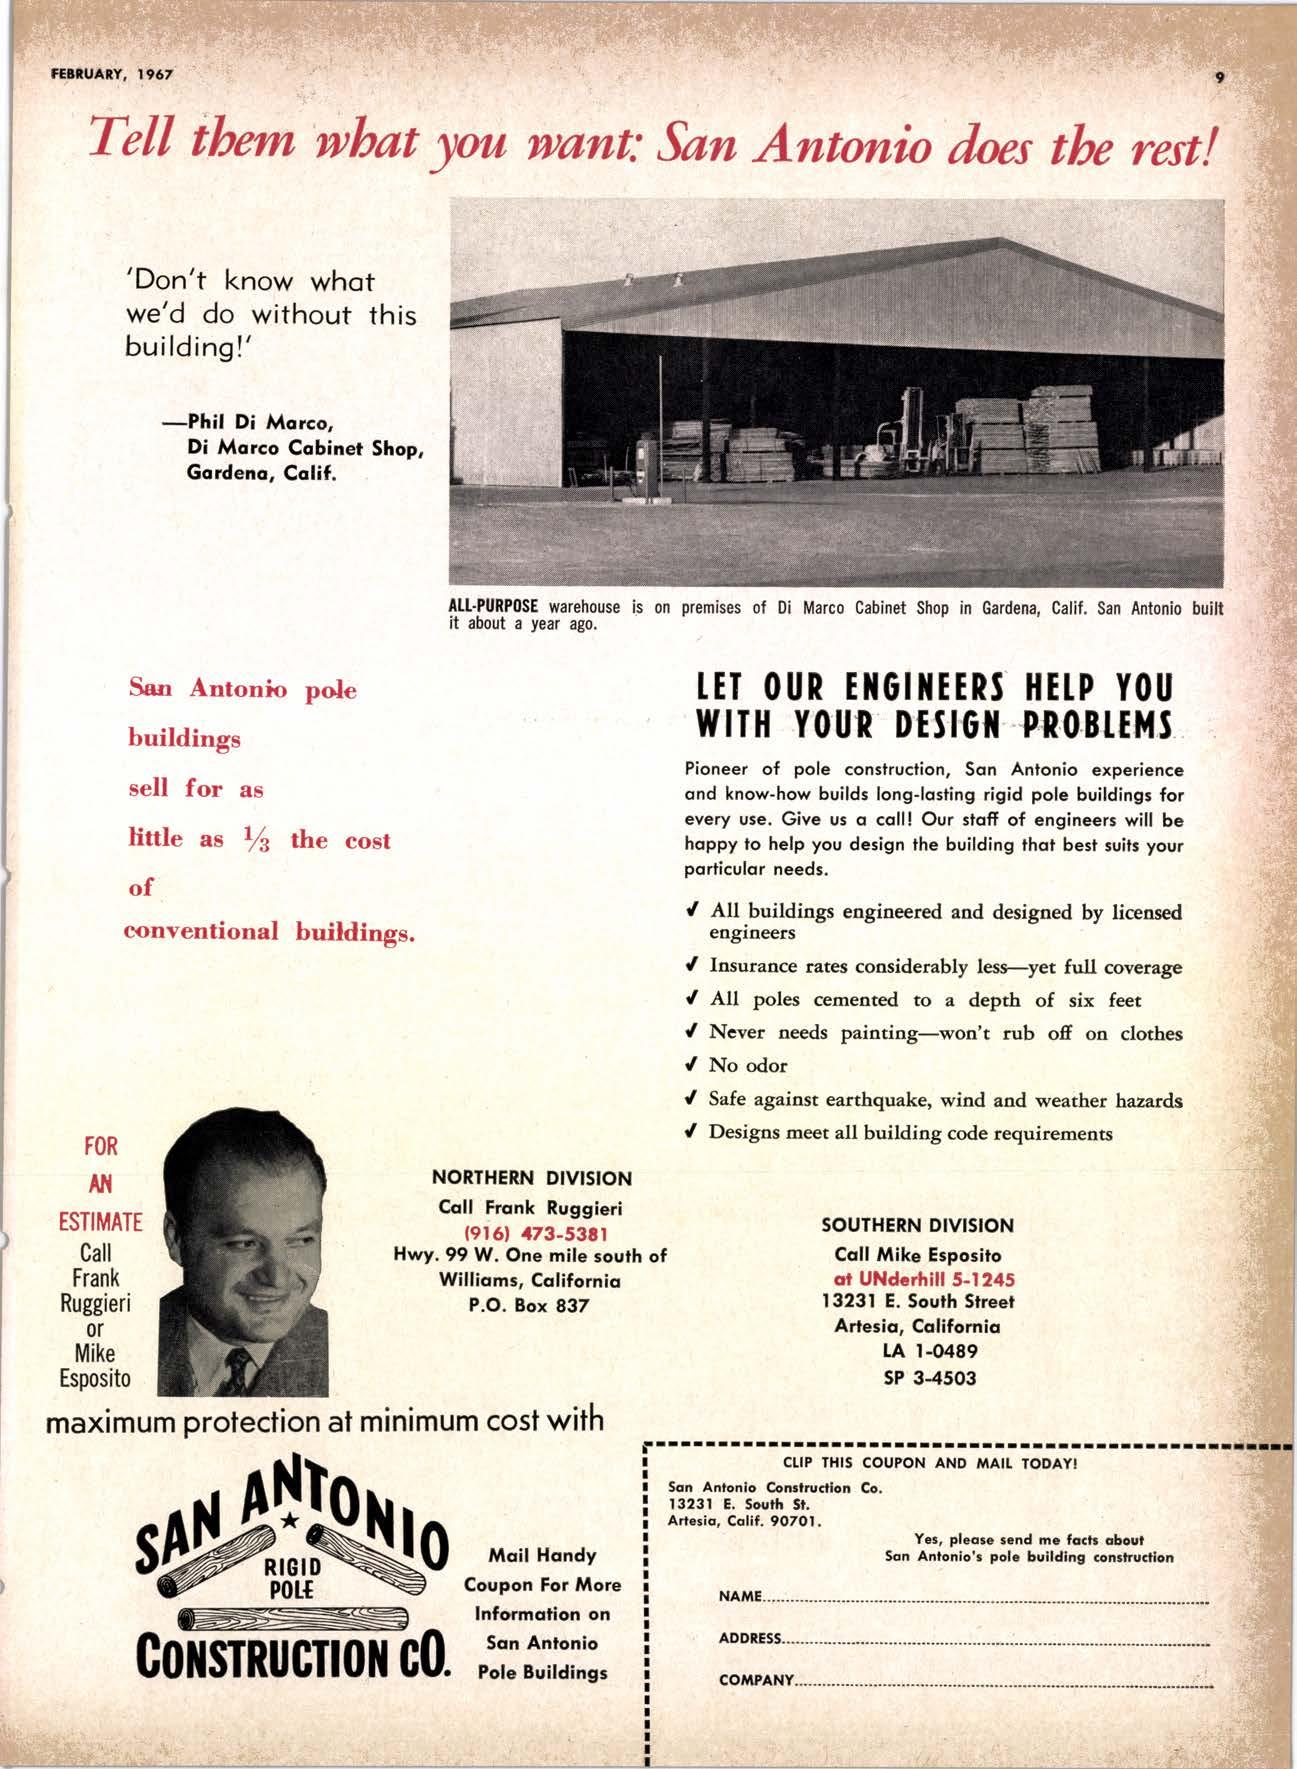 FEBRUARY, 1967
9
Tell them what you want: San Antonio does the rest!
'Don't know what
we'd do without this
building!'
—Phil Di Marco,
Di Marco Cabinet Shop,
Gardena, Calif.
ALL-PURPOSE warehouse is on premises of Di Marco Cabinet Shop in Gardena, Calif. San Antonio built
it about a year ago.
San Antonio pole
buildings
sell for as
little as ⅓ the cost
of
conventional buildings.
LET OUR ENGINEERS HELP YOU
WITH YOUR DESIGN PROBLEMS
Pioneer of pole construction, San Antonio experience
and know-how builds long-lasting rigid pole buildings for
every use. Give us a call! Our staff of engineers will be
happy to help you design the building that best suits your
particular needs.
✓ All buildings engineered and designed by licensed
engineers
✓ Insurance rates considerably less—yet full coverage
✓ All poles cemented to a depth of six feet
✓ Never needs painting—won't rub off on clothes
✓ No odor
✓ Safe against earthquake, wind and weather hazards
✓ Designs meet all building code requirements
FOR
AN
ESTIMATE
Call
Frank
Ruggieri
or
Mike
Esposito
NORTHERN DIVISION
Call Frank Ruggieri
(916) 473-5381
Hwy. 99 W. One mile south of
Williams, California
P.O. Box 837
SOUTHERN DIVISION
Call Mike Esposito
at UNderhill 5-1245
13231 E. South Street
Artesia, California
LA 1-0489
SP 3-4503
maximum protection at minimum cost with
SAN ANTONIO
RIGID
POLE
CONSTRUCTION CO.
Mail Handy
Coupon For More
Information on
San Antonio
Pole Buildings
CLIP THIS COUPON AND MAIL TODAY!
San Antonio Construction Co.
13231 E. South St.
Artesia, Calif. 90701.
Yes, please send me facts about
San Antonio's pole building construction
NAME
ADDRESS
COMPANY